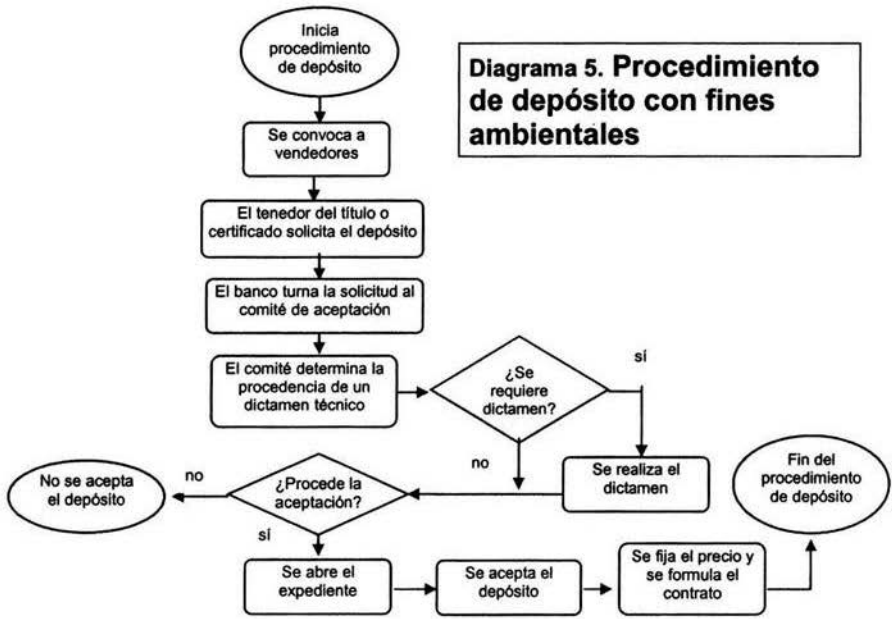 Inicia
procedimiento
de depósito
Diagrama 5. Procedimiento
de depósito con fines
ambientales
Se convoca a
vendedores
El tenedor del título o
certificado solicita el depósito
El banco turna la solicitud al
comité de aceptación
El comité determina la
procedencia de un
dictamen técnico
¿Se
requiere
dictamen?
sí
no
Se realiza el
dictamen
Fin del
procedimiento
de depósito
¿Procede la
aceptación?
no
No se acepta
el depósito
sí
Se abre el
expediente
Se acepta el
depósito
Se fija el precio y
se formula el
contrato